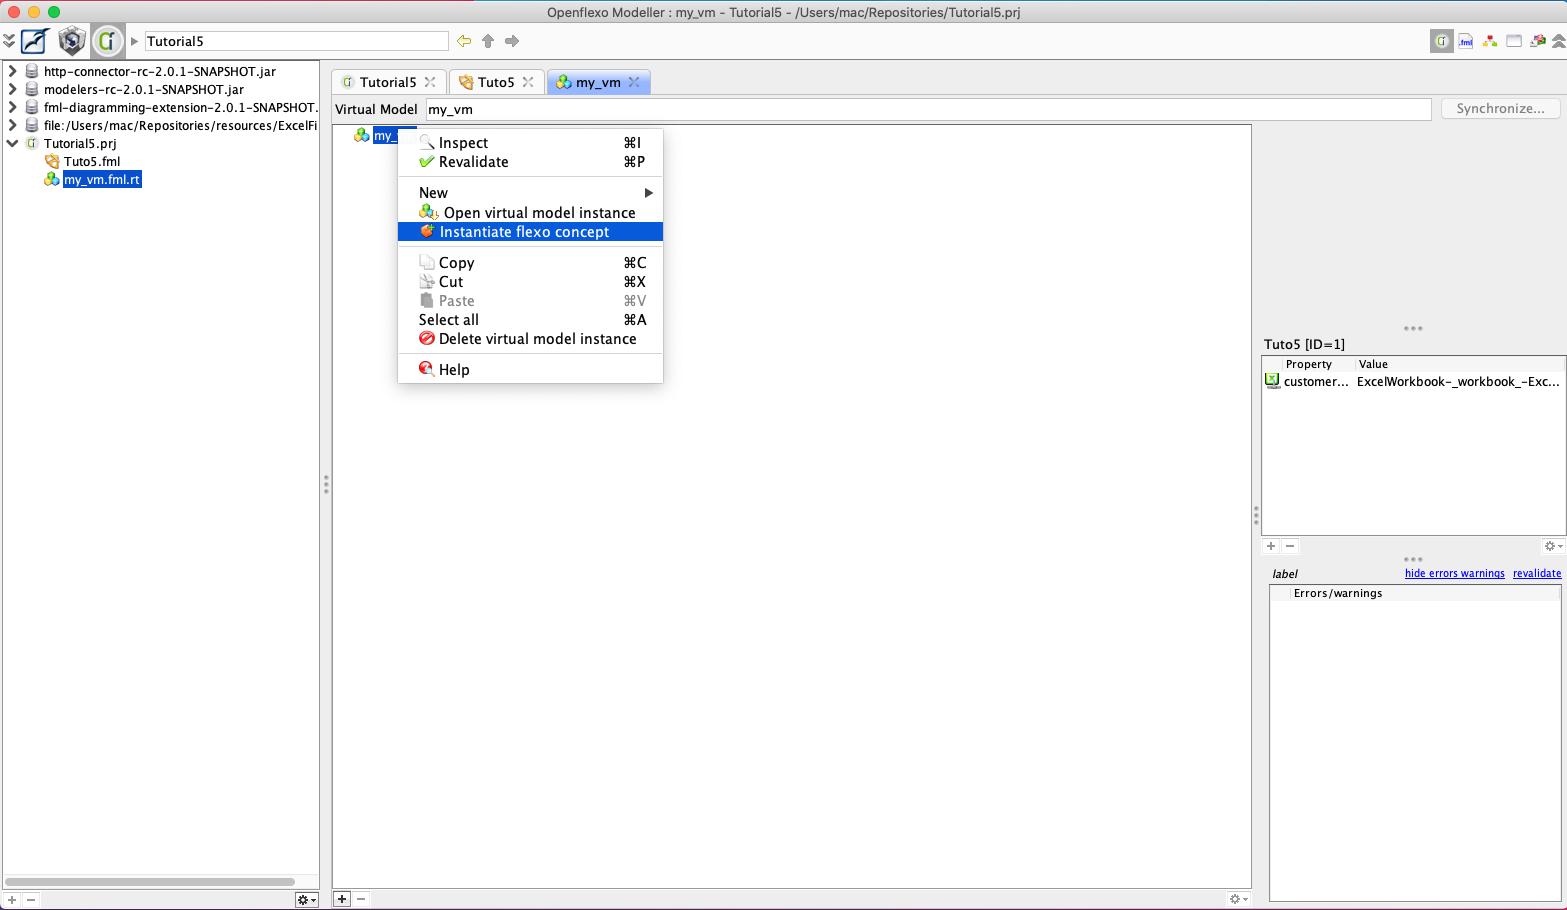 Openflexo Modeller : my_vm - Tutorial5 - /Users/mac/Repositories/Tutorial5.prj
Tutorial5
.fml
http-connector-rc-2.0.1-SNAPSHOT.jar
modelers-rc-2.0.1-SNAPSHOT.jar
fml-diagramming-extension-2.0.1-SNAPSHOT.
file:/Users/mac/Repositories/resources/ExcelFi
Tutorial5.prj
Tuto5.fml
my_vm.fml.rt
Tutorial5
Tuto5
my_vm
Virtual Model
my_vm
Synchronize...
my_
Inspect ⌘I
Revalidate ⌘P
New
Open virtual model instance
Instantiate flexo concept
Copy ⌘C
Cut ⌘X
Paste ⌘V
Select all ⌘A
Delete virtual model instance
Help
Tuto5 [ID=1]
Property Value
customer... ExcelWorkbook-_workbook_-Exc...
label hide errors warnings revalidate
Errors/warnings